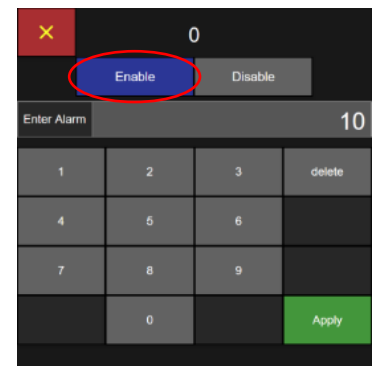 × 0
Enable Disable
Enter Alarm 10
1 2 3 delete
4 5 6
7 8 9
0 Apply